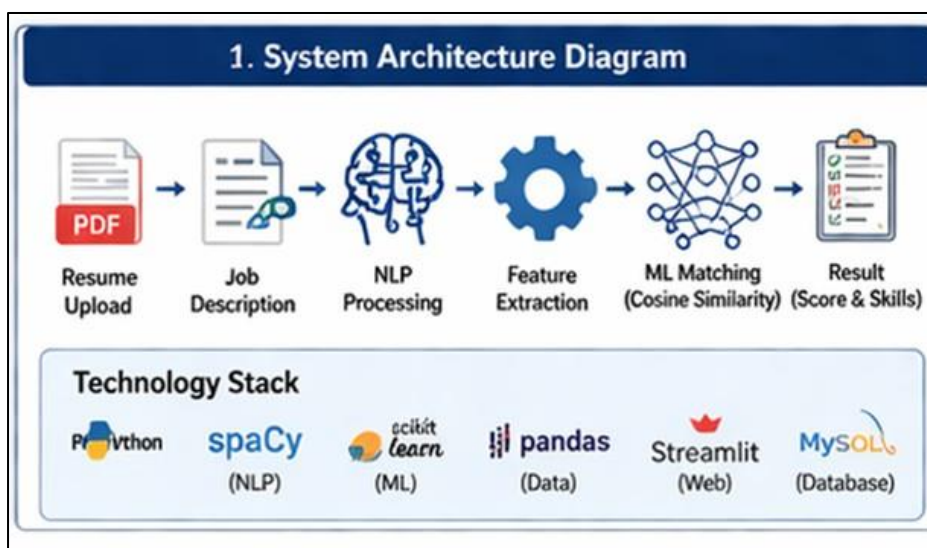 1. System Architecture Diagram
PDF
Resume
Upload
Job
Description
NLP
Processing
Feature
Extraction
ML Matching
(Cosine Similarity)
Result
(Score & Skills)
Technology Stack
spaCy
(NLP)
scikit
learn
(ML)
pandas
(Data)
Streamlit
(Web)
MySQL
(Database)